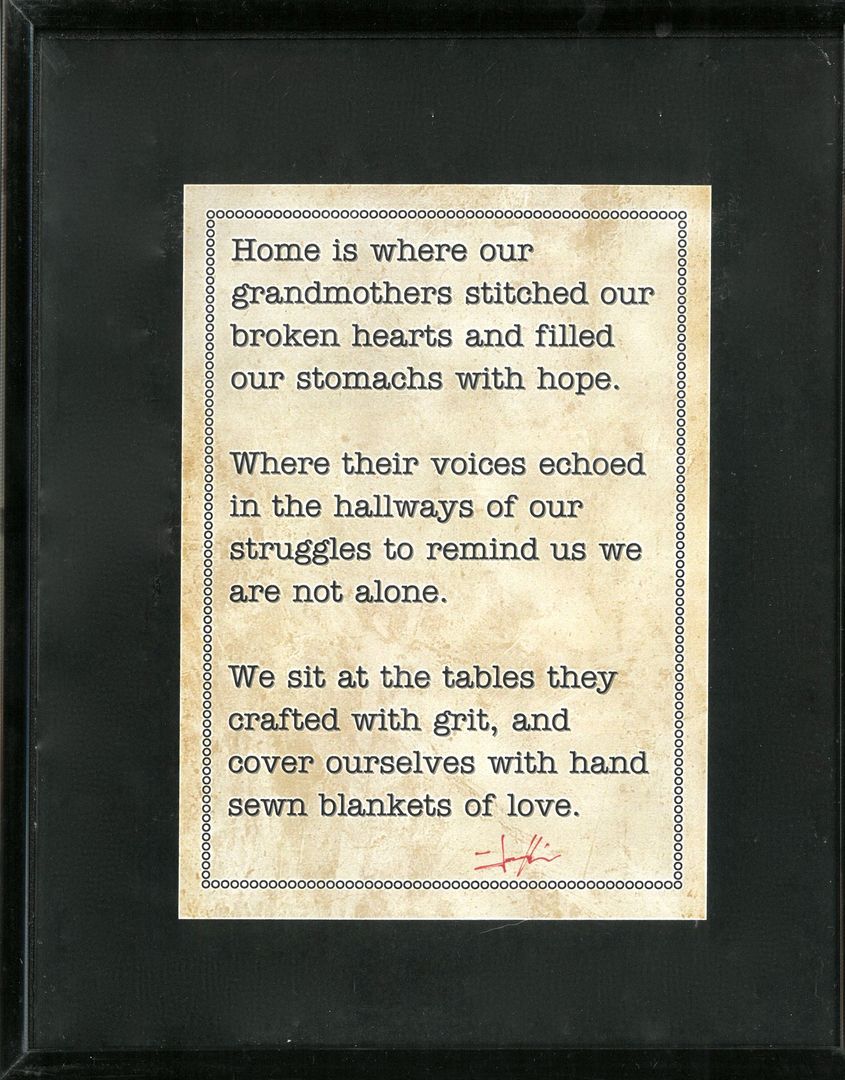 Home is where our
grandmothers stitched our
broken hearts and filled
our stomachs with hope.
Where their voices echoed
in the hallways of our
struggles to remind us we
are not alone.
We sit at the tables they
crafted with grit, and
cover ourselves with hand
sewn blankets of love.